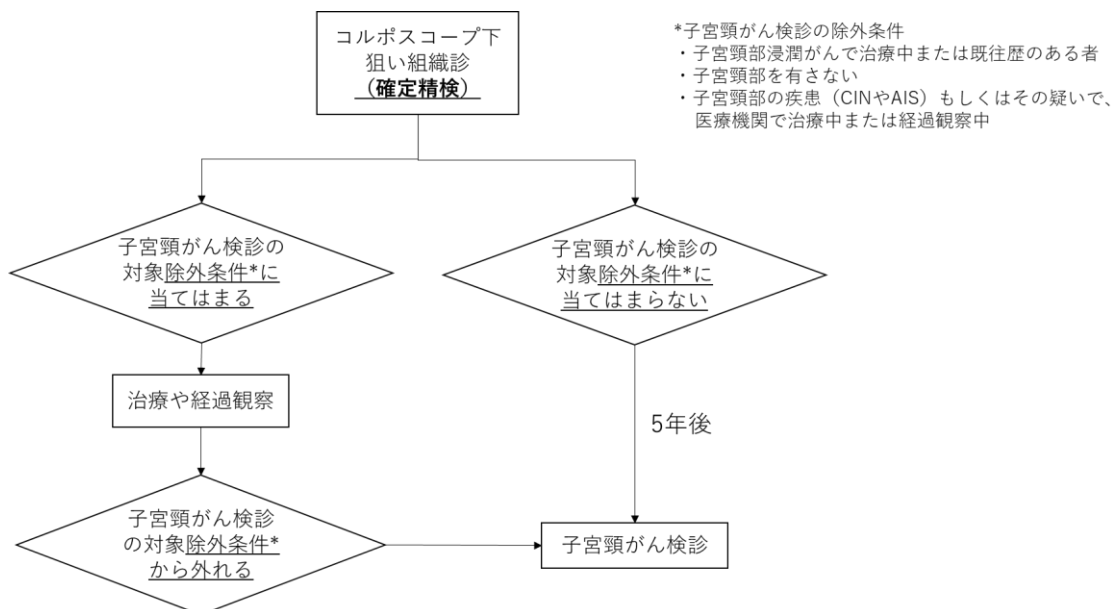 コルポスコープ下
狙い組織診
（確定精検）
*子宮頸がん検診の除外条件
・子宮頸部浸潤がんで治療中または既往歴のある者
・子宮頸部を有さない
・子宮頸部の疾患（CINやAIS）もしくはその疑いで、
医療機関で治療中または経過観察中
子宮頸がん検診の
対象除外条件*に
当てはまる
子宮頸がん検診の
対象除外条件*に
当てはまらない
治療や経過観察
5年後
子宮頸がん検診
の対象除外条件*
から外れる
子宮頸がん検診